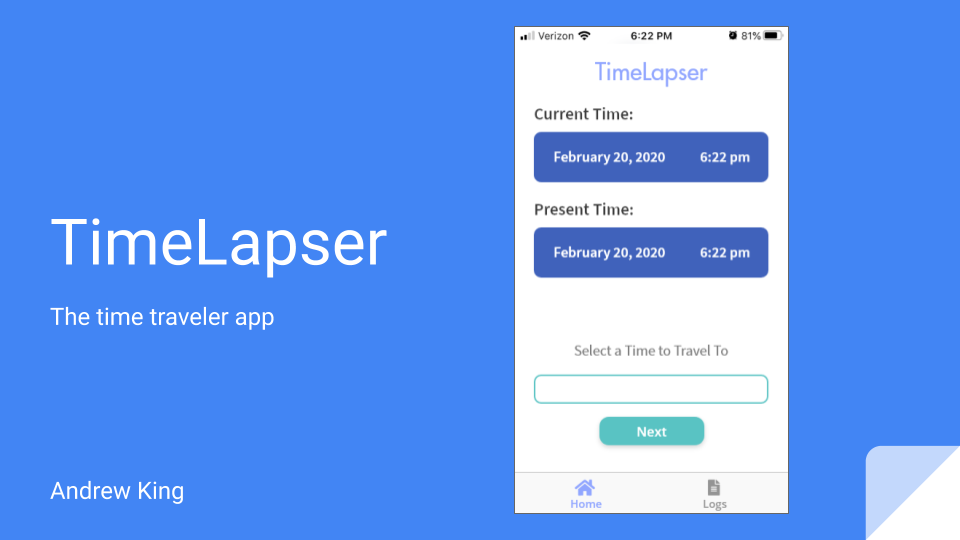 TimeLapser
The time traveler app
Andrew King
Verizon 6:22 PM 81%
TimeLapser
Current Time:
February 20, 2020 6:22 pm
Present Time:
February 20, 2020 6:22 pm
Select a Time to Travel To
Next
Home Logs